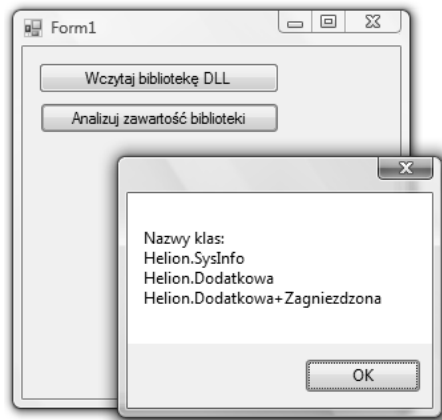 Form1
Wczytaj bibliotekę DLL
Analizuj zawartość biblioteki
Nazwy klas:
Helion.SysInfo
Helion.Dodatkowa
Helion.Dodatkowa+Zagniezdzona
OK